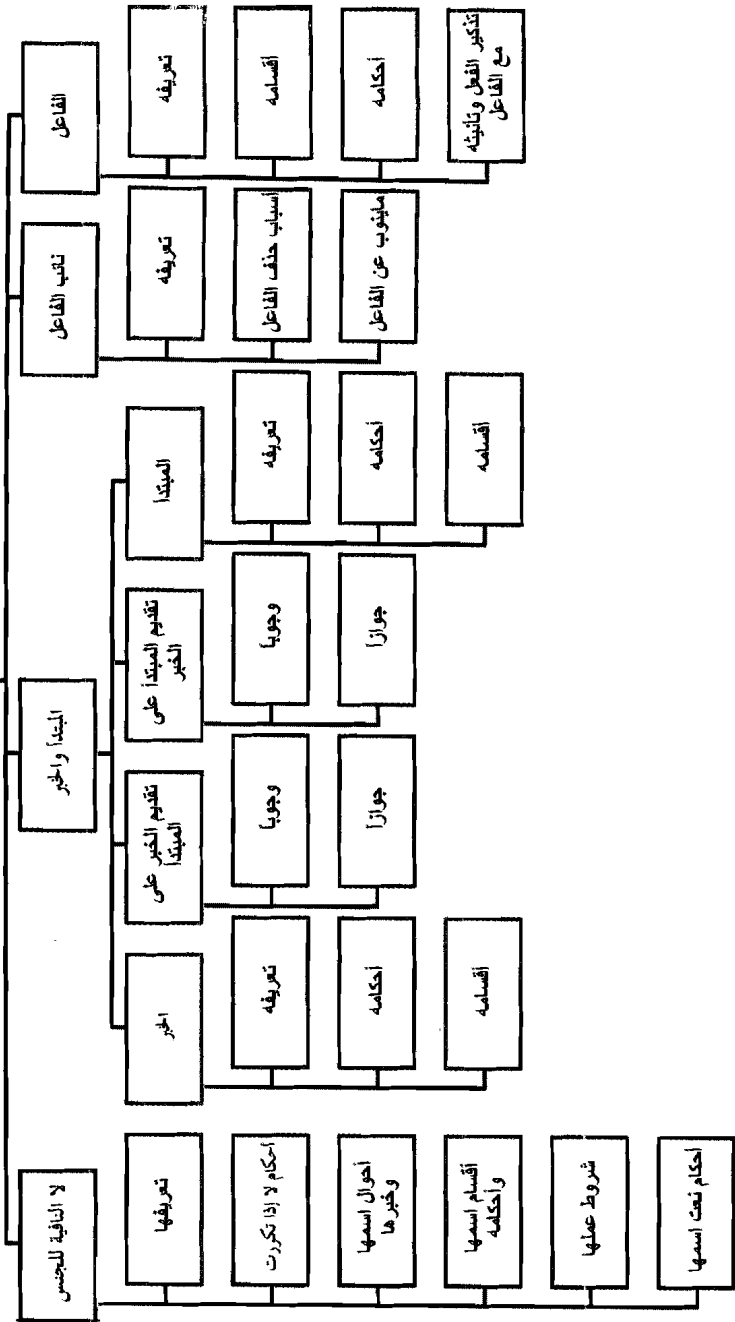 الفاعل
تعريفه
أقسامه
أحكامه
تذكير الفعل وتأنيثه
مع الفاعل
نائب الفاعل
تعريفه
أسباب حذف الفاعل
ماينوب عن الفاعل
المبتدأ والخبر
المبتدأ
تعريفه
أحكامه
أقسامه
تقديم المبتدأ على
الخبر
وجوبا
جوازا
تقديم الخبر على
المبتدأ
وجوبا
جوازا
الخبر
تعريفه
أحكامه
أقسامه
لا النافية للجنس
تعريفها
أحكام لا إذا تكررت
أحوال اسمها
وخبرها
أقسام اسمها
وأحكامه
شروط عملها
أحكام نعت اسمها